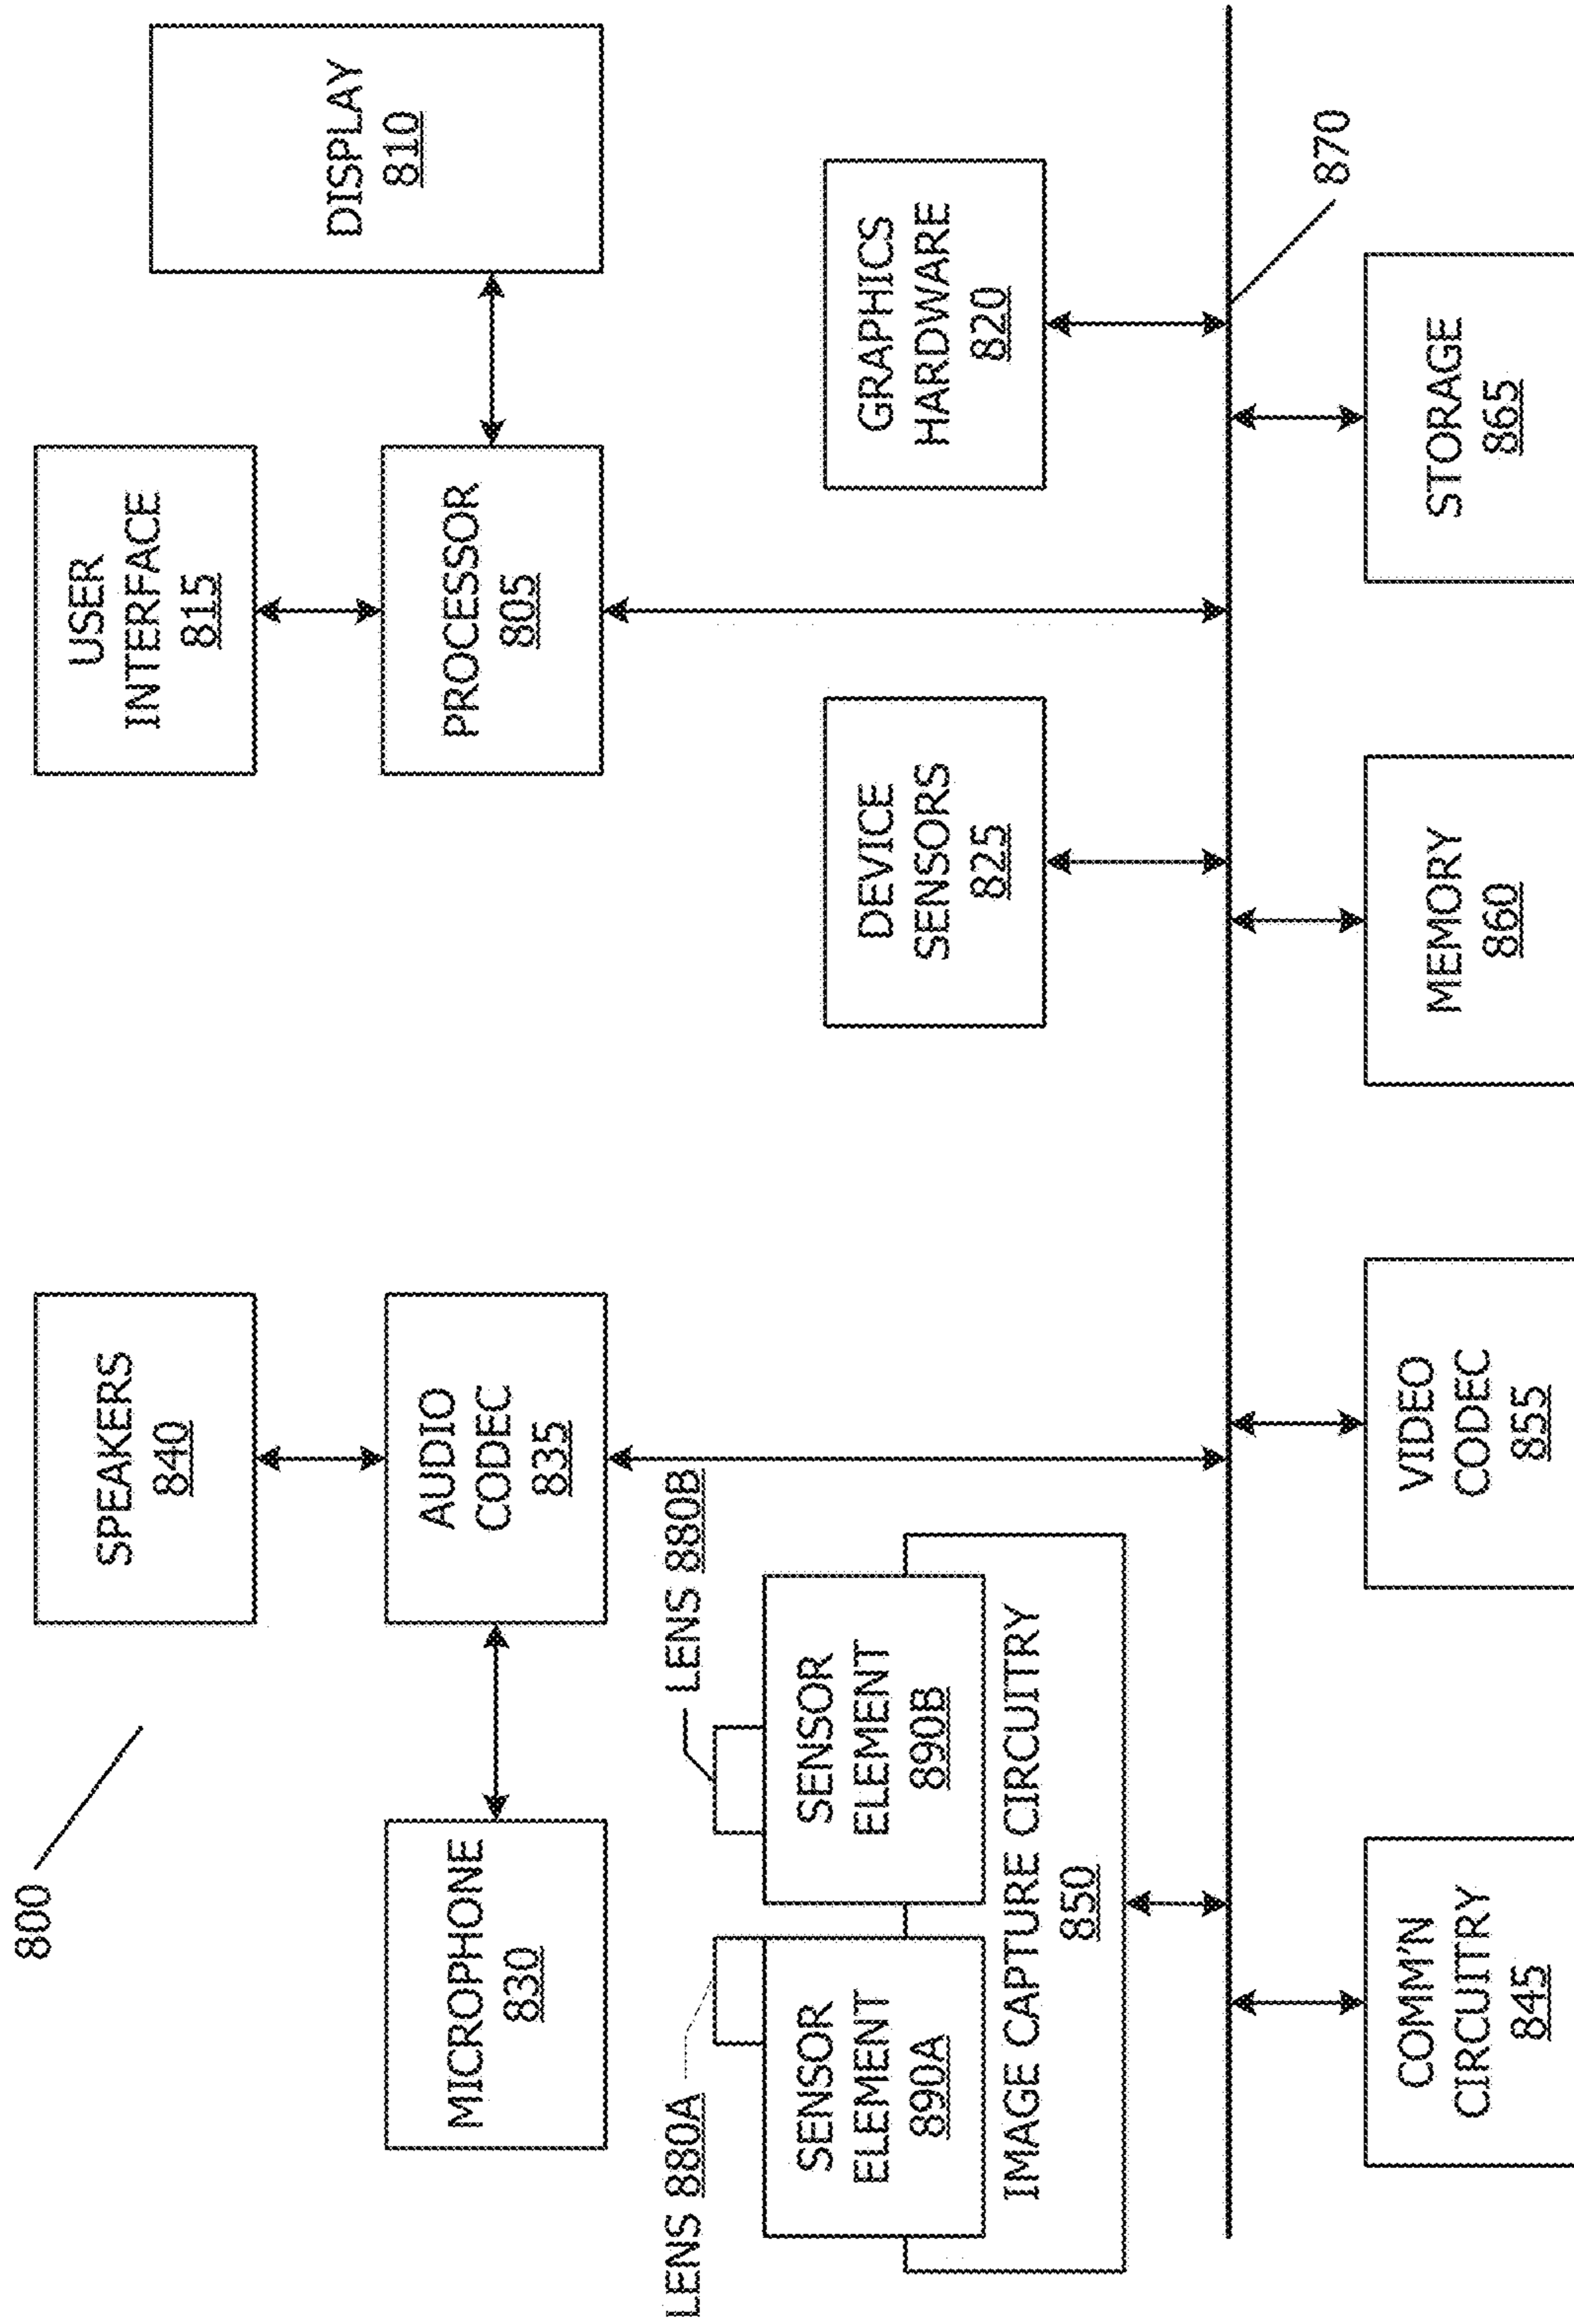 800
SPEAKERS
840
USER
INTERFACE
815
DISPLAY
810
MICROPHONE
830
AUDIO
CODEC
835
PROCESSOR
805
LENS 880A
LENS 880B
SENSOR
ELEMENT
890A
SENSOR
ELEMENT
890B
IMAGE CAPTURE CIRCUITRY
850
DEVICE
SENSORS
825
GRAPHICS
HARDWARE
820
870
COMM'N
CIRCUITRY
845
VIDEO
CODEC
855
MEMORY
860
STORAGE
865